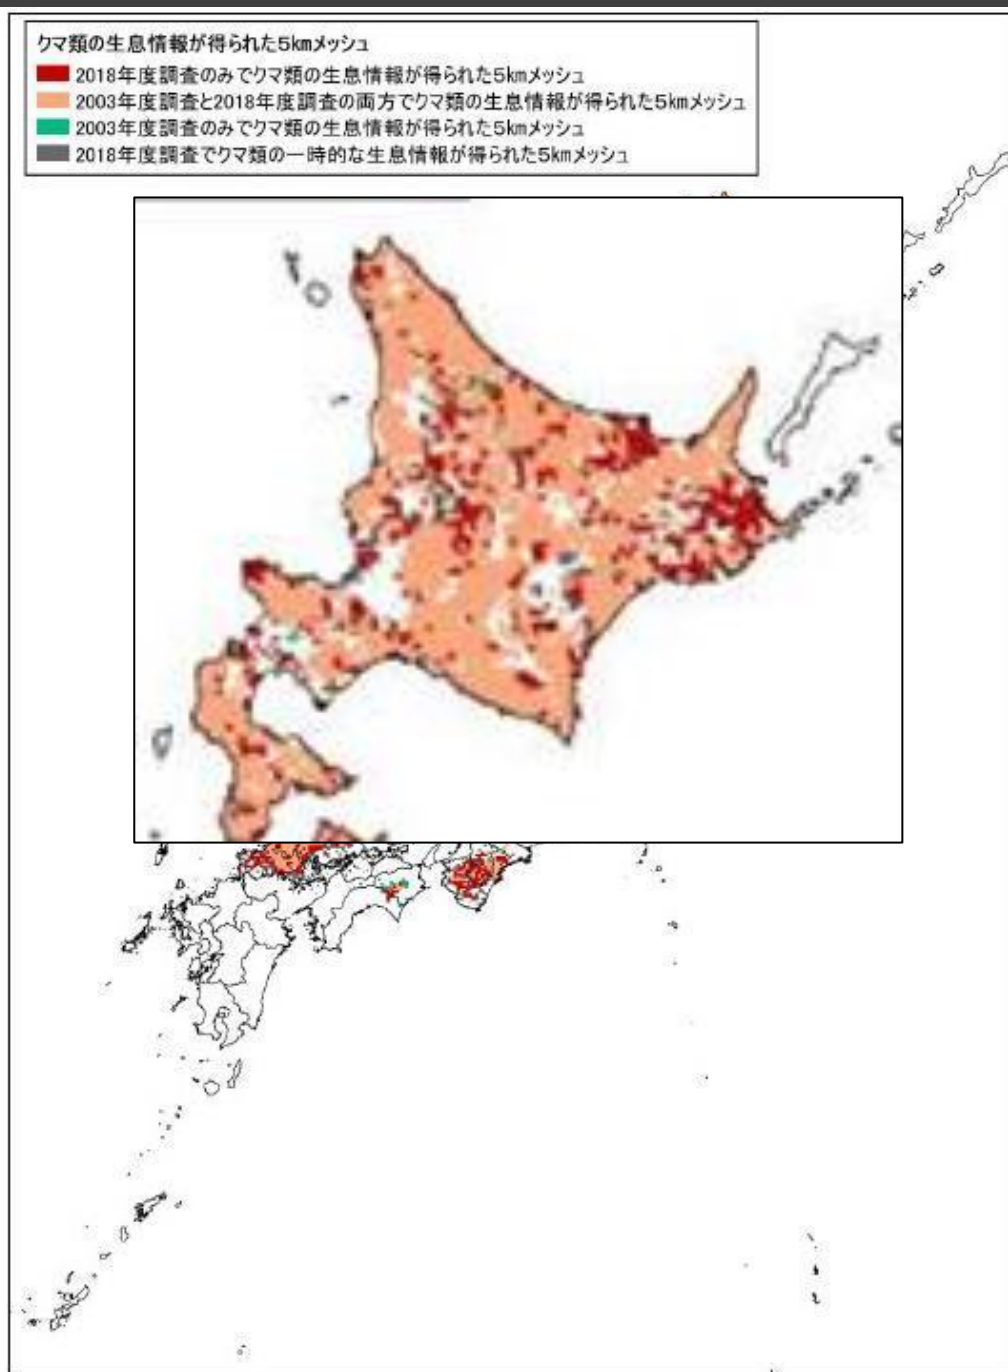 クマ類の生息情報が得られた5kmメッシュ
2018年度調査のみでクマ類の生息情報が得られた5kmメッシュ
2003年度調査と2018年度調査の両方でクマ類の生息情報が得られた5kmメッシュ
2003年度調査のみでクマ類の生息情報が得られた5kmメッシュ
2018年度調査でクマ類の一時的な生息情報が得られた5kmメッシュ